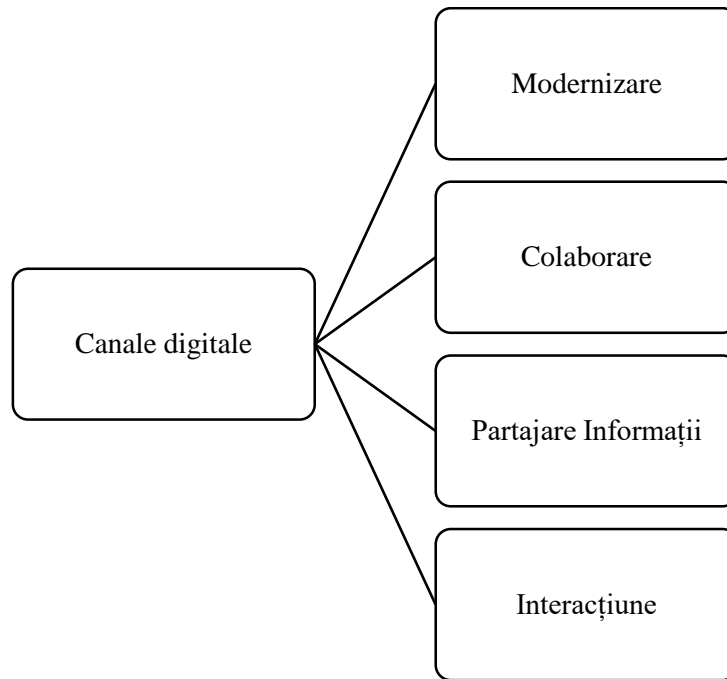 Modernizare
Colaborare
Canale digitale
Partajare Informații
Interacțiune